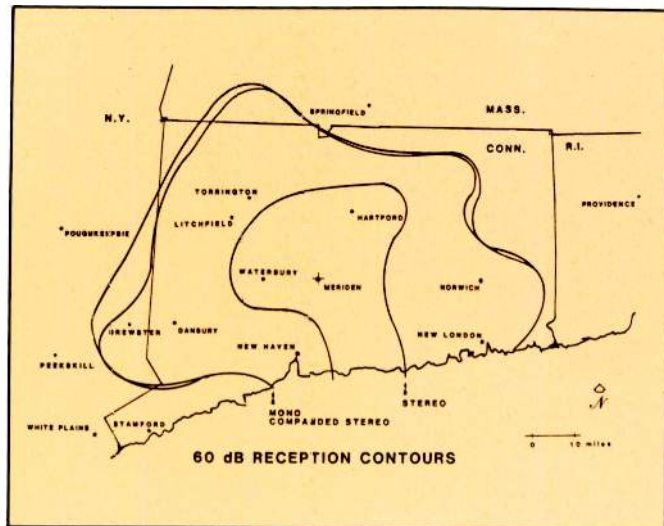 SPRINGFIELD
MASS.
N.Y.
CONN.
R.I.
TORRINGTON
PROVIDENCE
LITCHFIELD
HARTFORD
POUGHKEEPSIE
WATERBURY
MERIDEN
NORWICH
BREWSTER
DANBURY
NEW HAVEN
NEW LONDON
PEEKSKILL
N
MONO
COMPANDED STEREO
STEREO
WHITE PLAINS
STAMFORD
0 10 miles
60 dB RECEPTION CONTOURS